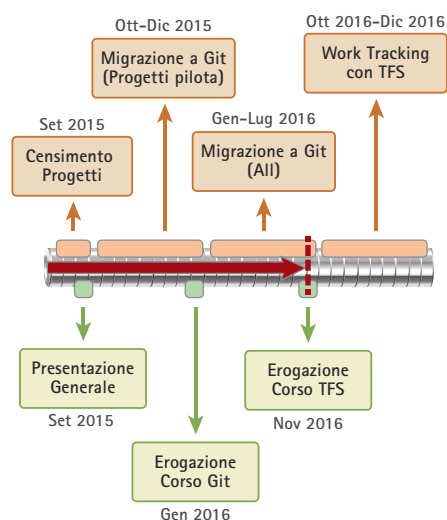 Ott-Dic 2015
Migrazione a Git
(Progetti pilota)
Ott 2016-Dic 2016
Work Tracking
con TFS
Set 2015
Censimento
Progetti
Gen-Lug 2016
Migrazione a Git
(All)
Presentazione
Generale
Set 2015
Erogazione
Corso Git
Gen 2016
Erogazione
Corso TFS
Nov 2016